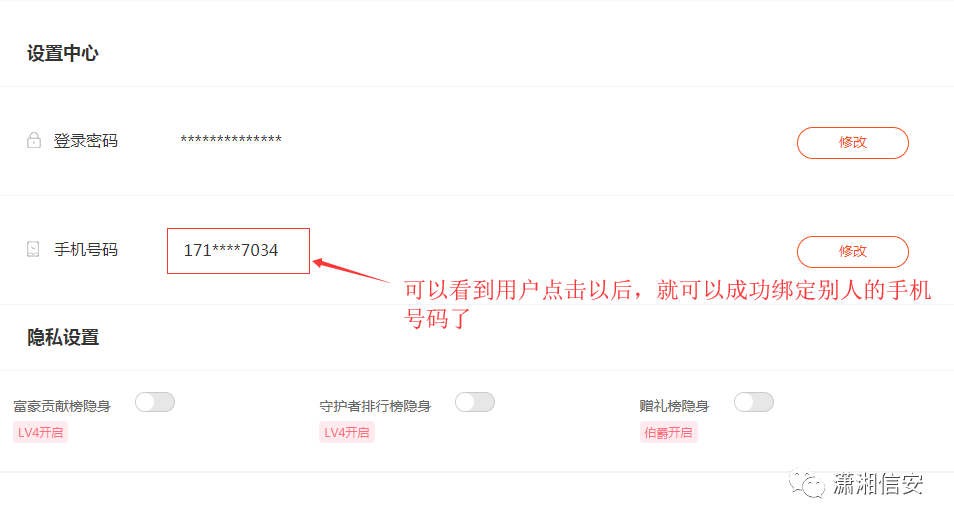 设置中心
登录密码 ************** 修改
手机号码 171****7034 修改
可以看到用户点击以后，就可以成功绑定别人的手机
号码了
隐私设置
富豪贡献榜隐身 守护者排行榜隐身 赠礼榜隐身
LV4开启 LV4开启 伯爵开启
潇湘信安